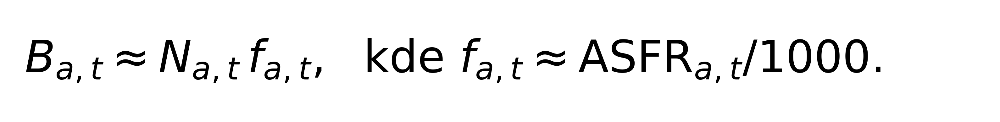 B_{a,t} ≈ N_{a,t} f_{a,t}, kde f_{a,t} ≈ ASFR_{a,t}/1000.